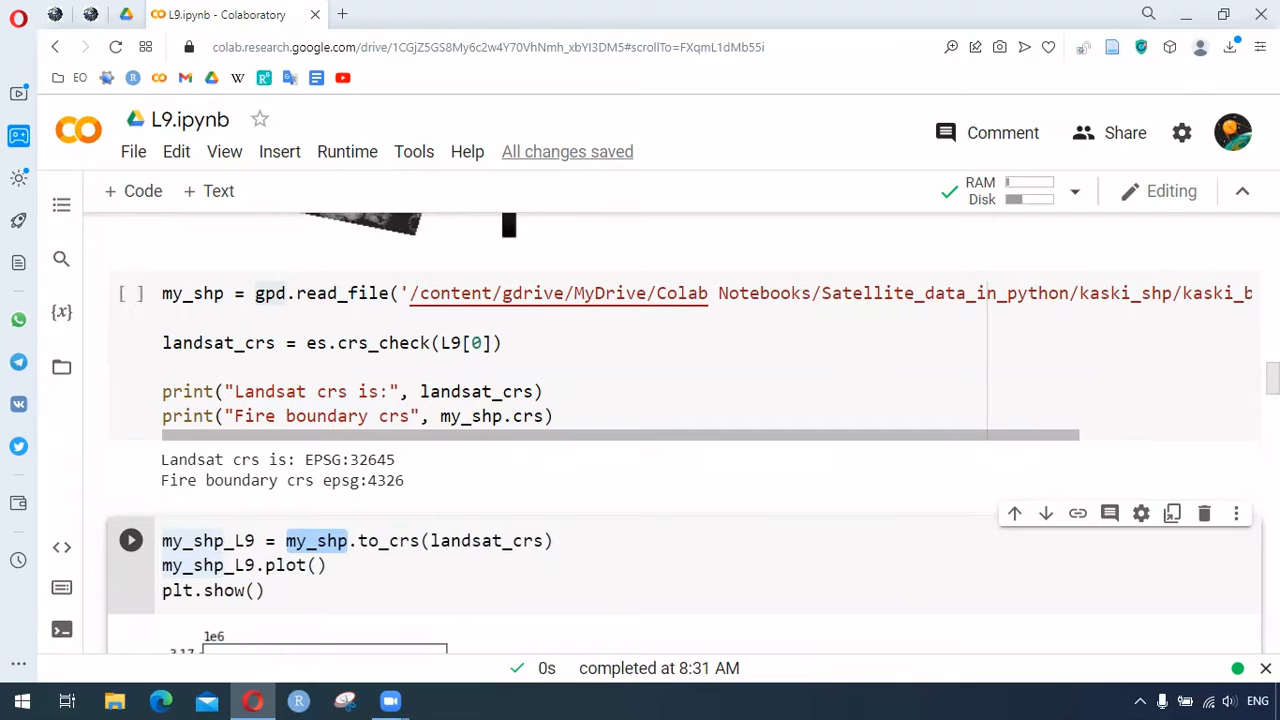 L9.ipynb - Colaboratory
colab.research.google.com/drive/1CGjZ5GS8My6c2w4Y70VhNmh_xbYI3DM5#scrollTo=FXqmL1dMb55i
EO
L9.ipynb
Comment
Share
File Edit View Insert Runtime Tools Help All changes saved
+ Code + Text
RAM
Disk
Editing
[ ] my_shp = gpd.read_file('/content/gdrive/MyDrive/Colab Notebooks/Satellite_data_in_python/kaski_shp/kaski_b
landsat_crs = es.crs_check(L9[0])
print("Landsat crs is:", landsat_crs)
print("Fire boundary crs", my_shp.crs)
Landsat crs is: EPSG:32645
Fire boundary crs epsg:4326
my_shp_L9 = my_shp.to_crs(landsat_crs)
my_shp_L9.plot()
plt.show()
1e6
3.17
0s completed at 8:31 AM
ENG